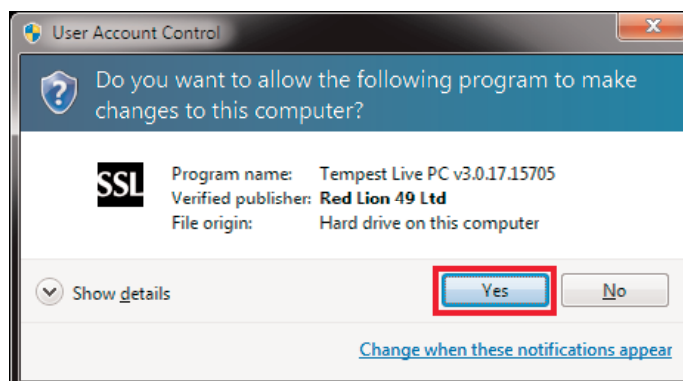 User Account Control
Do you want to allow the following program to make
changes to this computer?
SSL
Program name: Tempest Live PC v3.0.17.15705
Verified publisher: Red Lion 49 Ltd
File origin: Hard drive on this computer
Show details
Yes
No
Change when these notifications appear